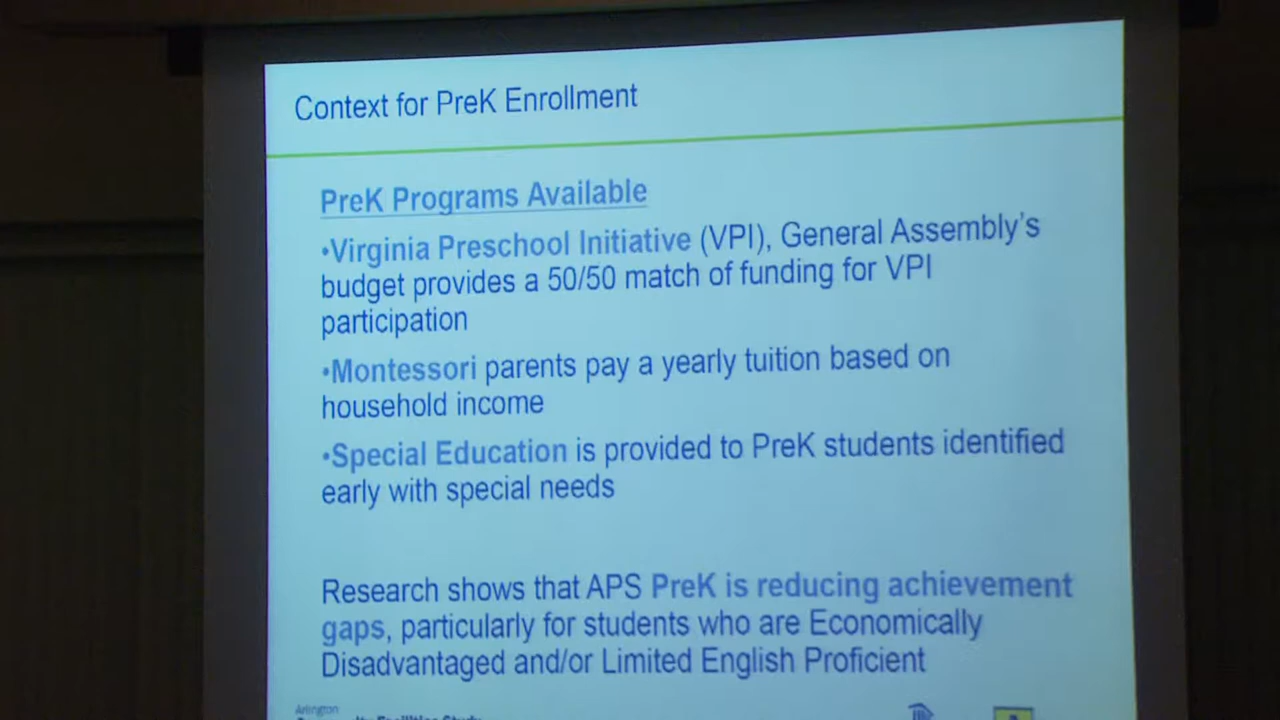 Context for PreK Enrollment
PreK Programs Available
•Virginia Preschool Initiative (VPI), General Assembly's
budget provides a 50/50 match of funding for VPI
participation
•Montessori parents pay a yearly tuition based on
household income
•Special Education is provided to PreK students identified
early with special needs
Research shows that APS PreK is reducing achievement
gaps, particularly for students who are Economically
Disadvantaged and/or Limited English Proficient
Arlington